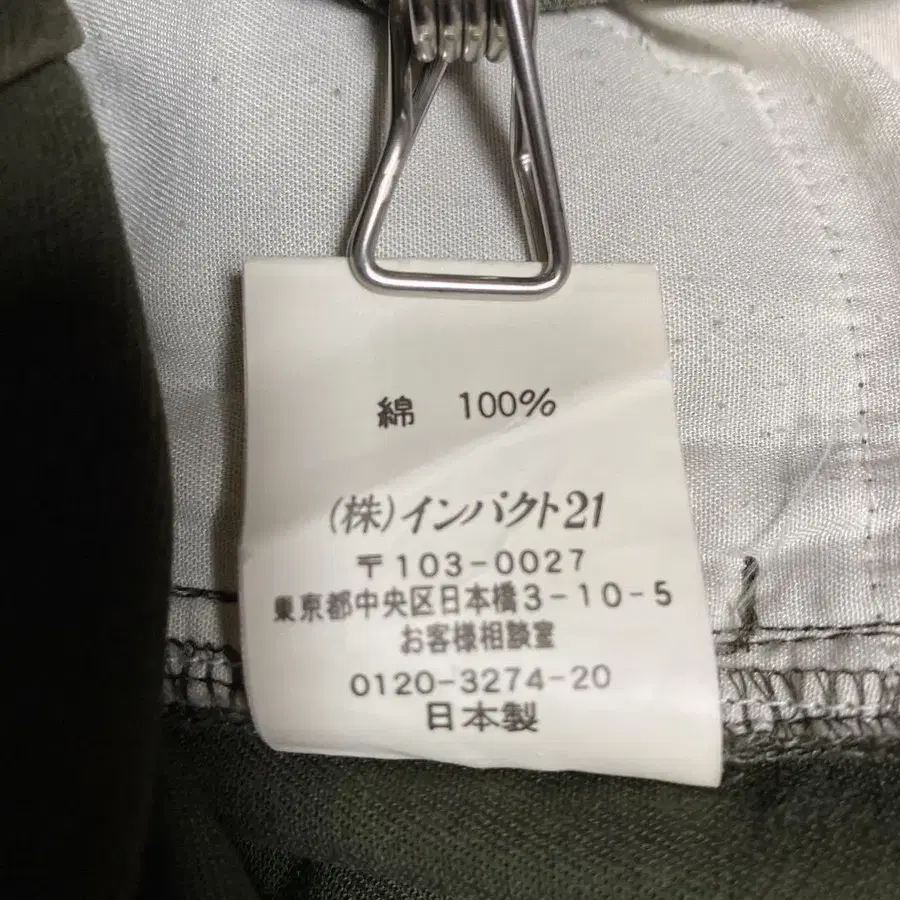 綿 100%
(株)インパクト21
〒103-0027
東京都中央区日本橋3-10-5
お客様相談室
0120-3274-20
日本製